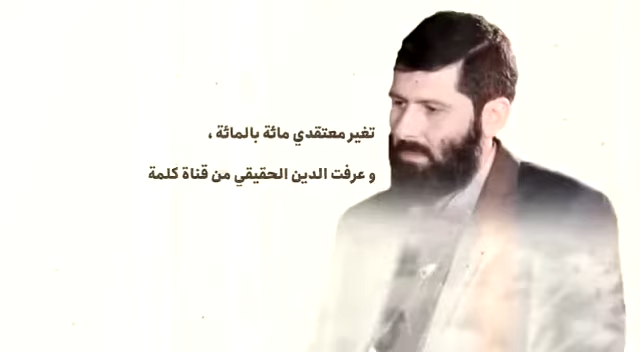 تغير معتقدي مائة بالمائة ،
و عرفت الدين الحقيقي من قناة كلمة